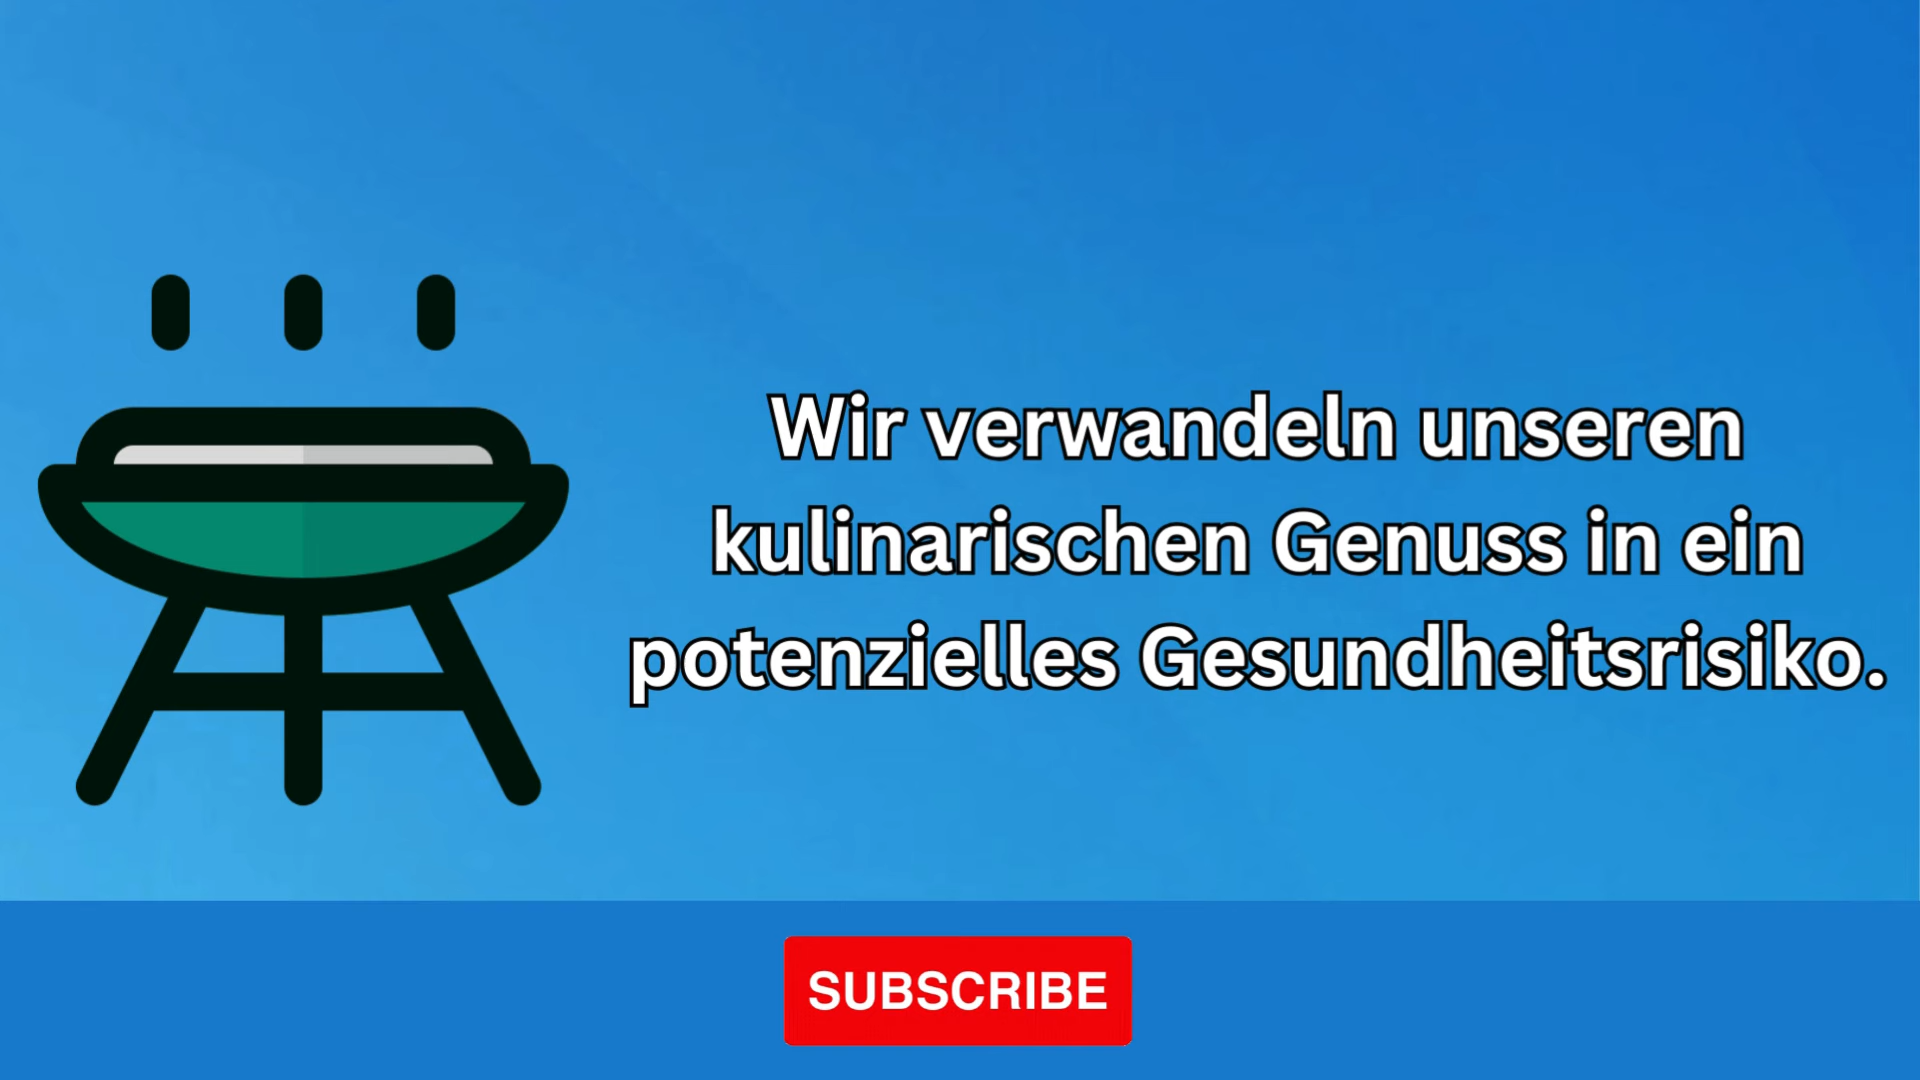 Wir verwandeln unseren
kulinarischen Genuss in ein
potenzielles Gesundheitsrisiko.
SUBSCRIBE